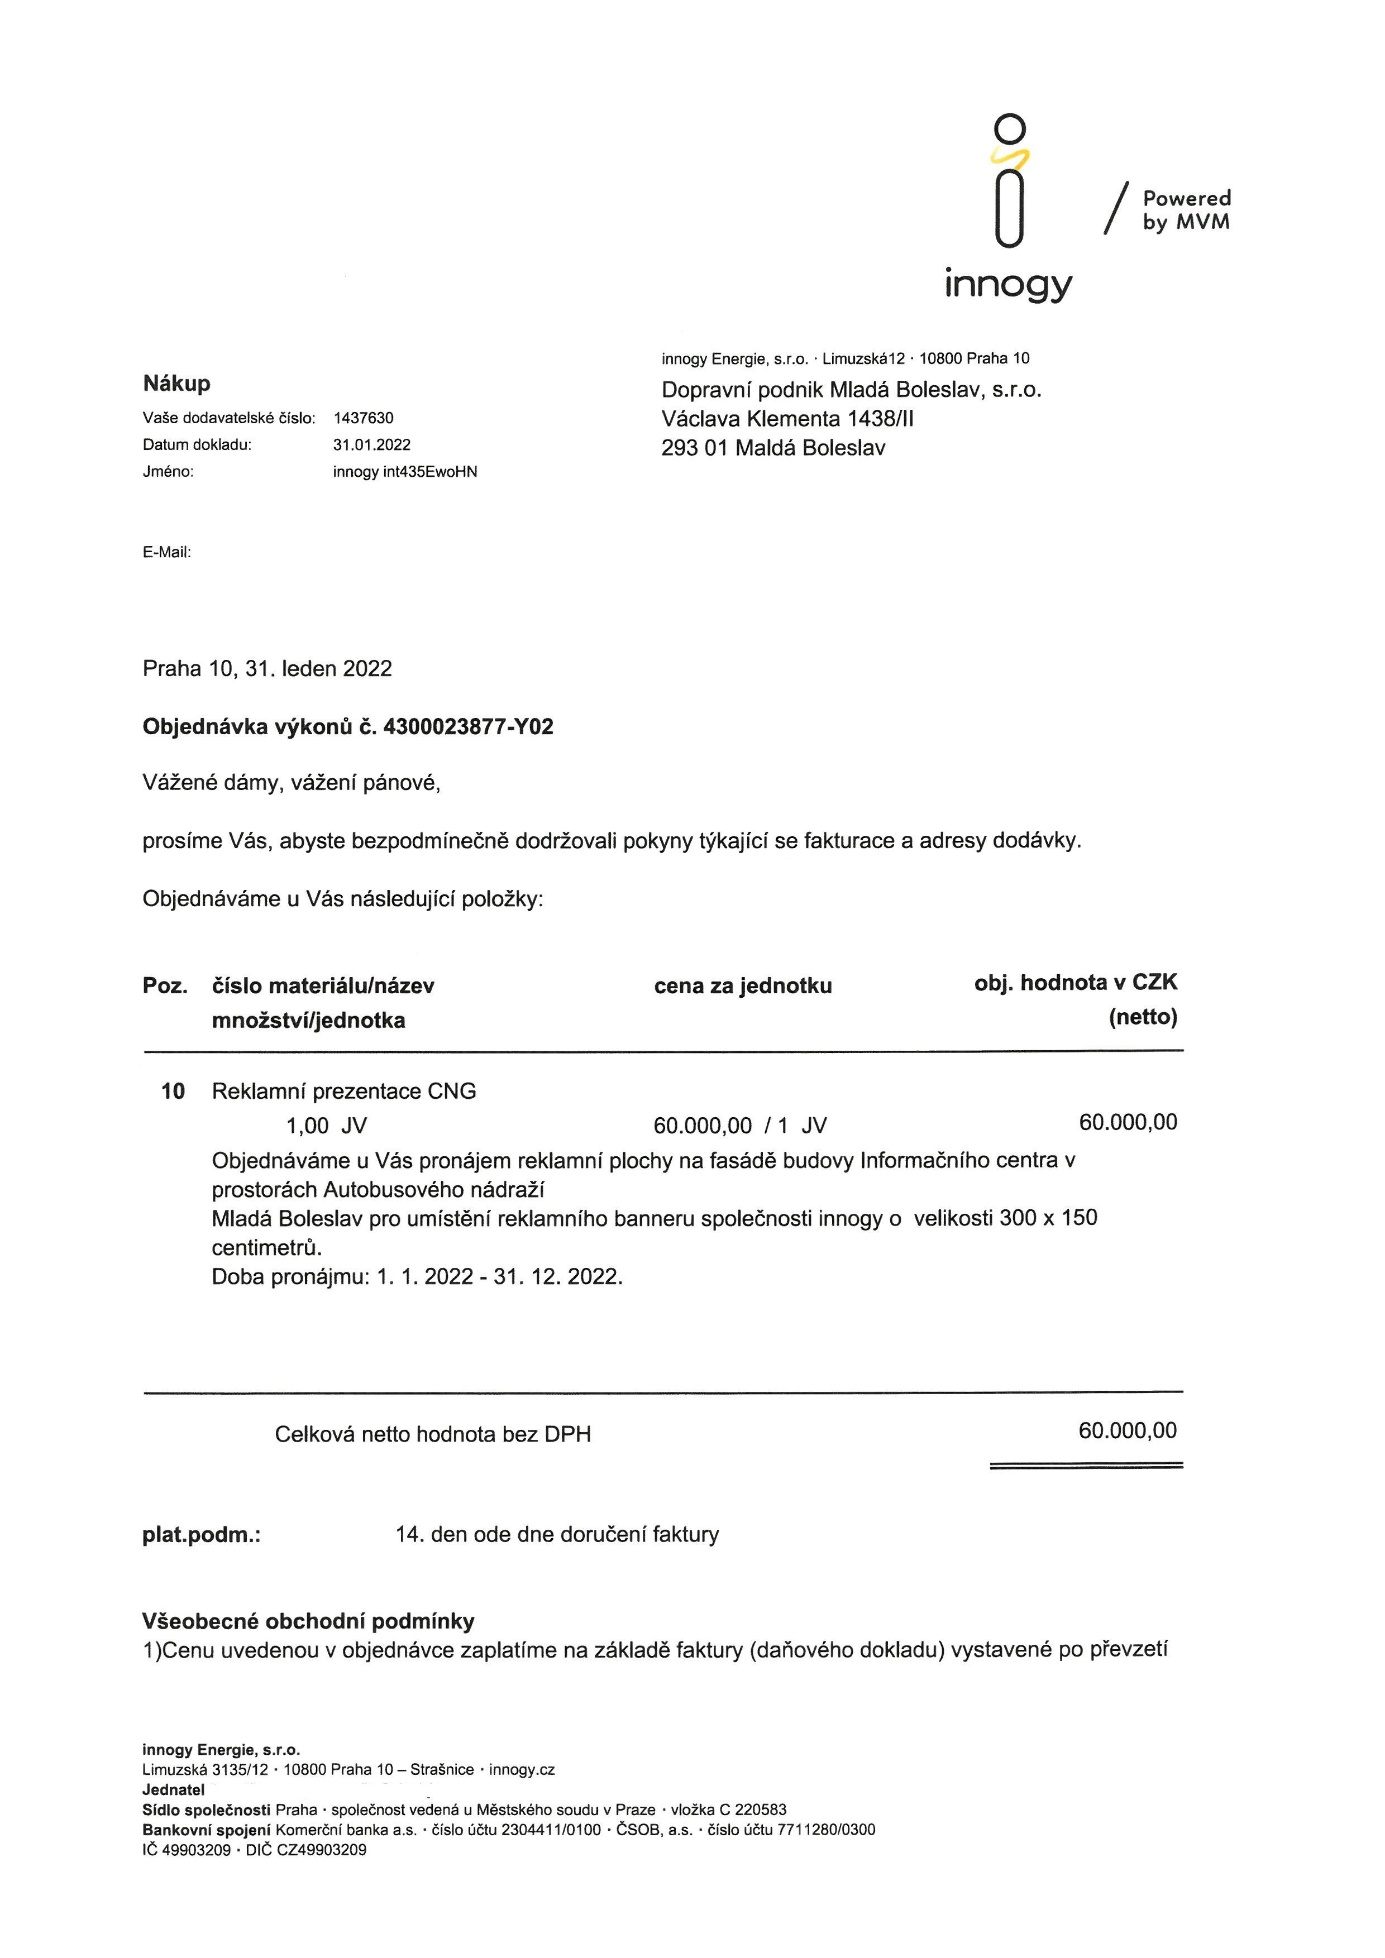 Powered
by MVM
innogy
innogy Energie, s.r.o. · Limuzská12 · 10800 Praha 10
Nákup
Dopravní podnik Mladá Boleslav, s.r.o.
Vaše dodavatelské číslo: 1437630
Václava Klementa 1438/II
Datum dokladu: 31.01.2022
293 01 Maldá Boleslav
Jméno: innogy int435EwoHN
E-Mail:
Praha 10, 31. leden 2022
Objednávka výkonů č. 4300023877-Y02
Vážené dámy, vážení pánové,
prosíme Vás, abyste bezpodmínečně dodržovali pokyny týkající se fakturace a adresy dodávky.
Objednáváme u Vás následující položky:
Poz. číslo materiálu/název cena za jednotku obj. hodnota v CZK
množství/jednotka (netto)
10 Reklamní prezentace CNG
1,00 JV 60.000,00 / 1 JV 60.000,00
Objednáváme u Vás pronájem reklamní plochy na fasádě budovy Informačního centra v
prostorách Autobusového nádraží
Mladá Boleslav pro umístění reklamního banneru společnosti innogy o velikosti 300 x 150
centimetrů.
Doba pronájmu: 1. 1. 2022 - 31. 12. 2022.
Celková netto hodnota bez DPH 60.000,00
plat.podm.: 14. den ode dne doručení faktury
Všeobecné obchodní podmínky
1)Cenu uvedenou v objednávce zaplatíme na základě faktury (daňového dokladu) vystavené po převzetí
innogy Energie, s.r.o.
Limuzská 3135/12 · 10800 Praha 10 – Strašnice · innogy.cz
Jednatel
Sídlo společnosti Praha · společnost vedená u Městského soudu v Praze · vložka C 220583
Bankovní spojení Komerční banka a.s. · číslo účtu 2304411/0100 · ČSOB, a.s. · číslo účtu 7711280/0300
IČ 49903209 · DIČ CZ49903209